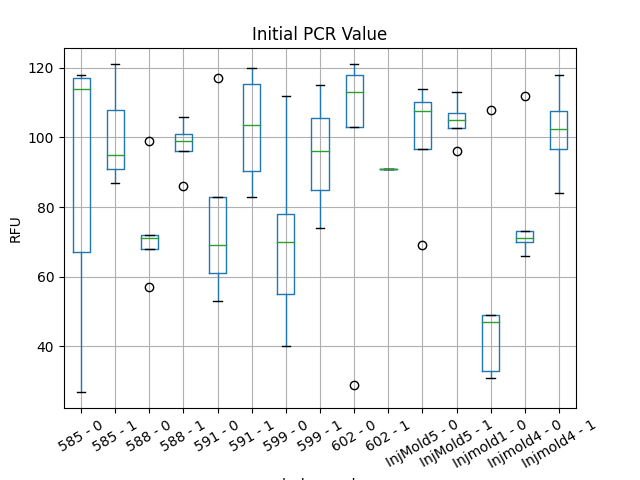 Initial PCR Value
120
100
80
60
40
RFU
585 - 0
585 - 1
588 - 0
588 - 1
591 - 0
591 - 1
599 - 0
599 - 1
602 - 0
602 - 1
InjMold5 - 0
InjMold5 - 1
Injmold1 - 0
Injmold4 - 0
Injmold4 - 1